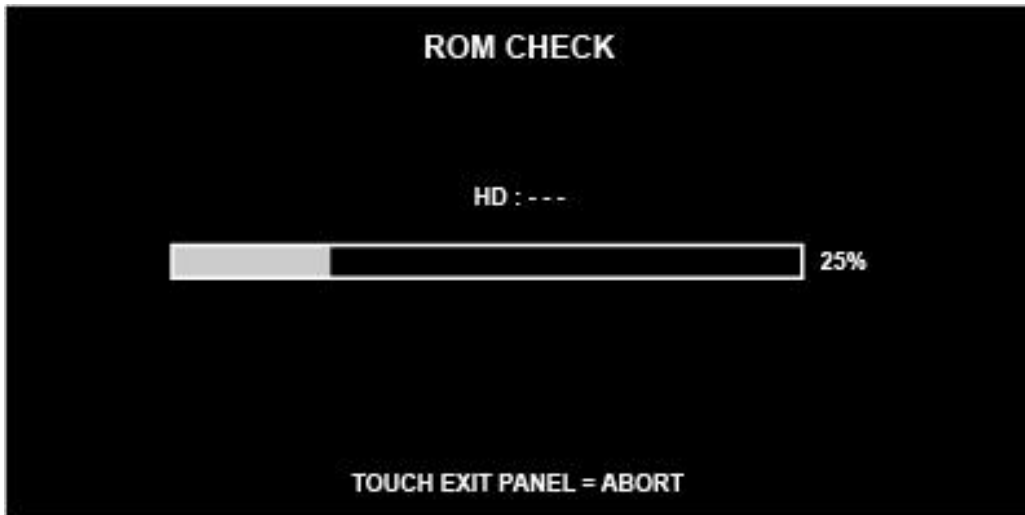 ROM CHECK
HD : - - -
25%
TOUCH EXIT PANEL = ABORT